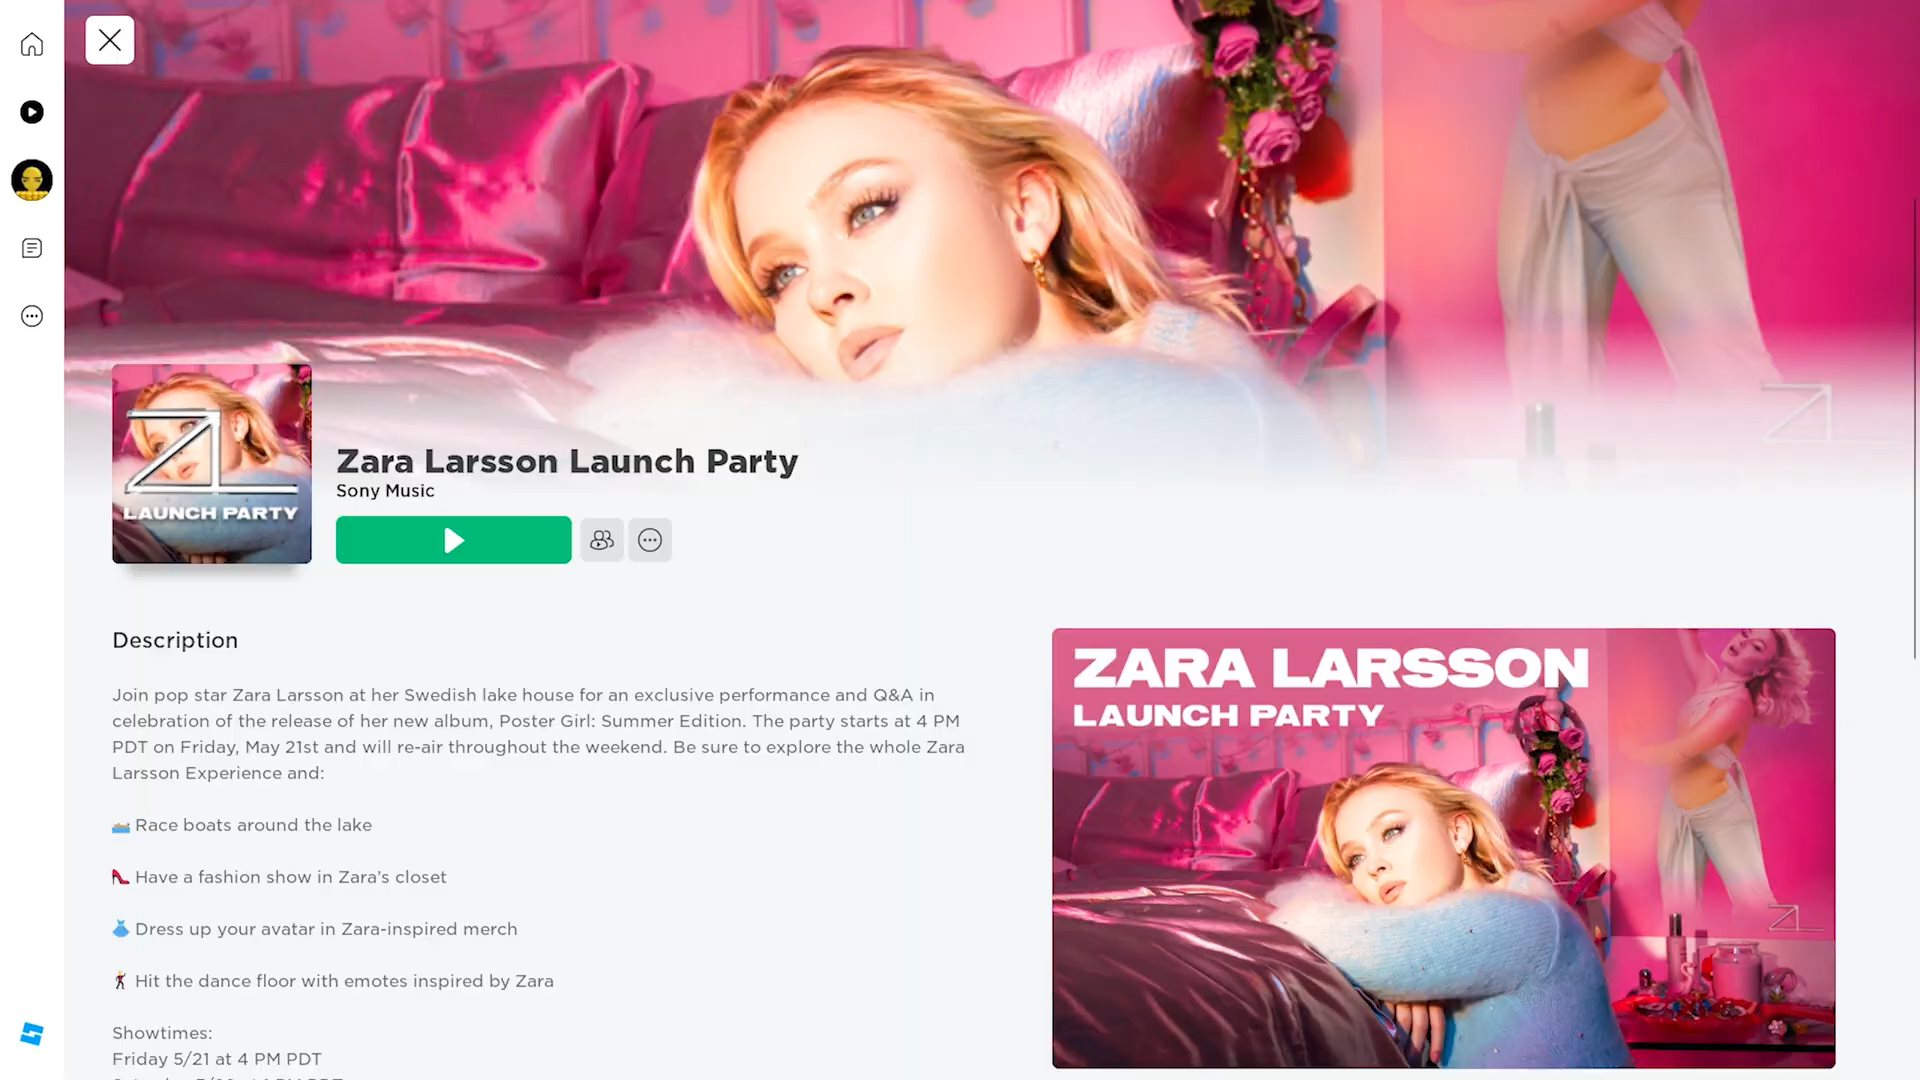 Zara Larsson Launch Party
Sony Music
LAUNCH PARTY
Description
Join pop star Zara Larsson at her Swedish lake house for an exclusive performance and Q&A in
celebration of the release of her new album, Poster Girl: Summer Edition. The party starts at 4 PM
PDT on Friday, May 21st and will re-air throughout the weekend. Be sure to explore the whole Zara
Larsson Experience and:
Race boats around the lake
Have a fashion show in Zara’s closet
Dress up your avatar in Zara-inspired merch
Hit the dance floor with emotes inspired by Zara
Showtimes:
Friday 5/21 at 4 PM PDT
ZARA LARSSON
LAUNCH PARTY